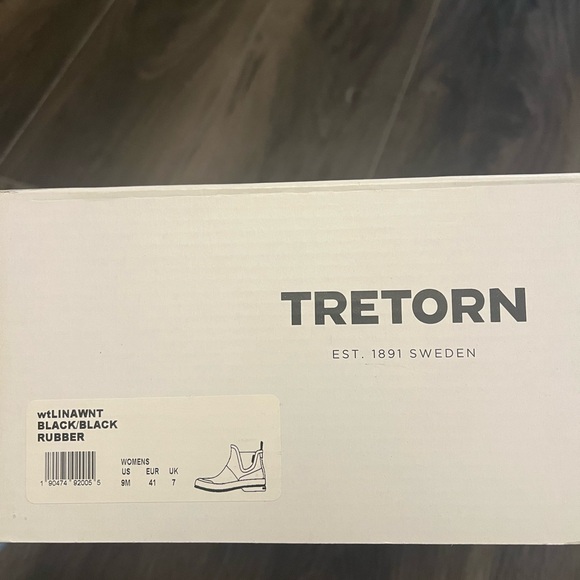 TRETORN
EST. 1891 SWEDEN
wtLINAWNT
BLACK/BLACK
RUBBER
WOMENS
US EUR UK
9M 41 7
1 90474 92005 5